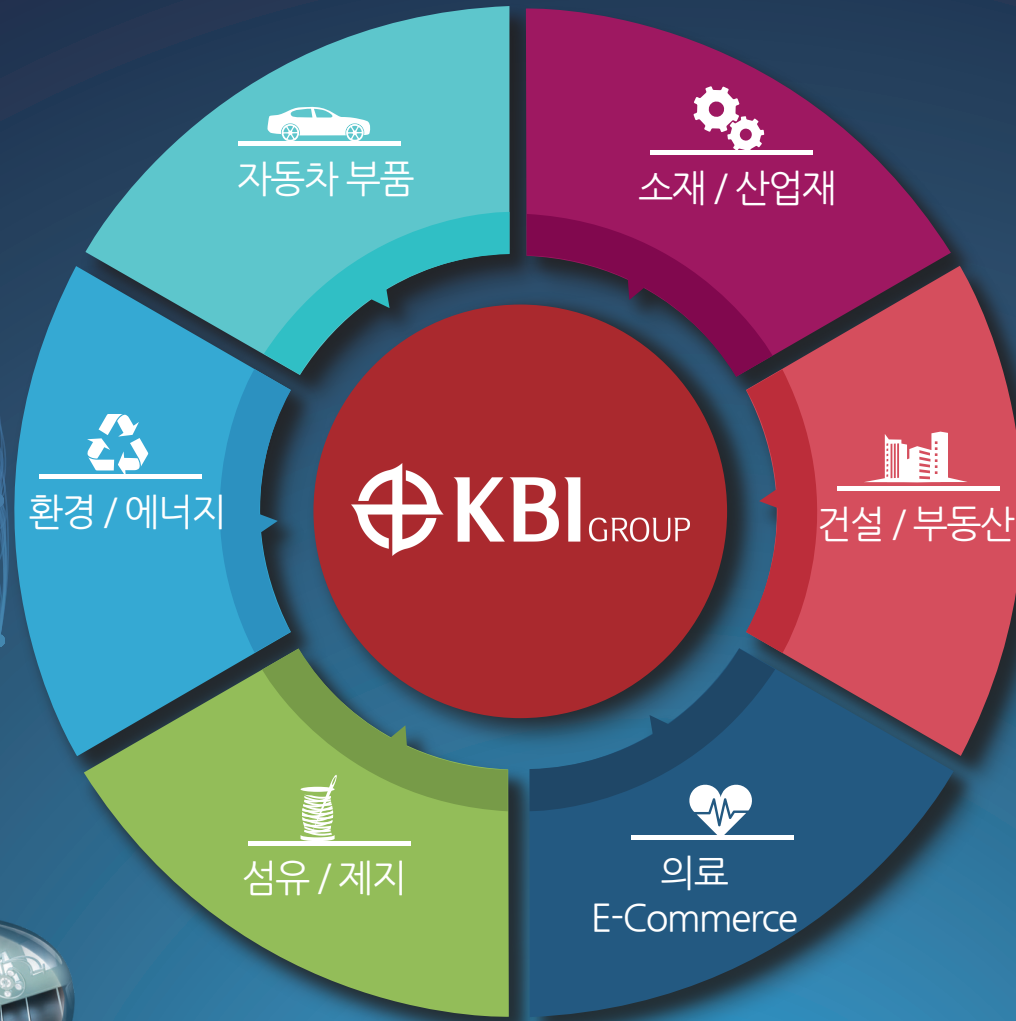 자동차 부품
소재 / 산업재
환경 / 에너지
KBI GROUP
건설 / 부동산
섬유 / 제지
의료
E-Commerce